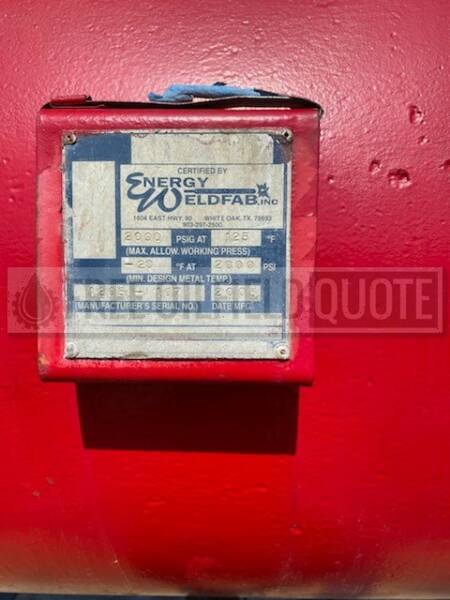 CERTIFIED BY
ENERGY
WELDFAB, INC
1604 EAST HWY. 80 WHITE OAK, TX 75693
903-297-2500
2000 PSIG AT 125 °F
(MAX. ALLOW. WORKING PRESS)
-20 °F AT 2000 PSI
(MIN. DESIGN METAL TEMP.)
(MANUFACTURER'S SERIAL NO.) DATE MFG.
QUOTE